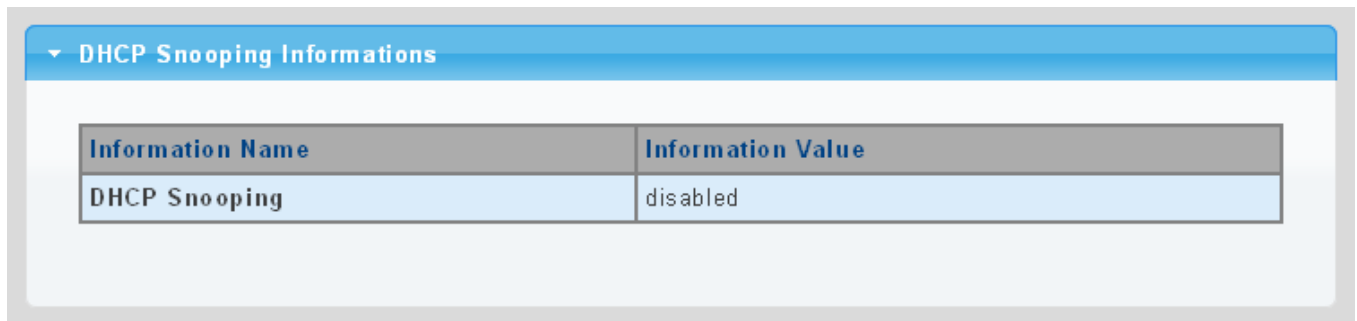 DHCP Snooping Informations
Information Name Information Value
DHCP Snooping disabled